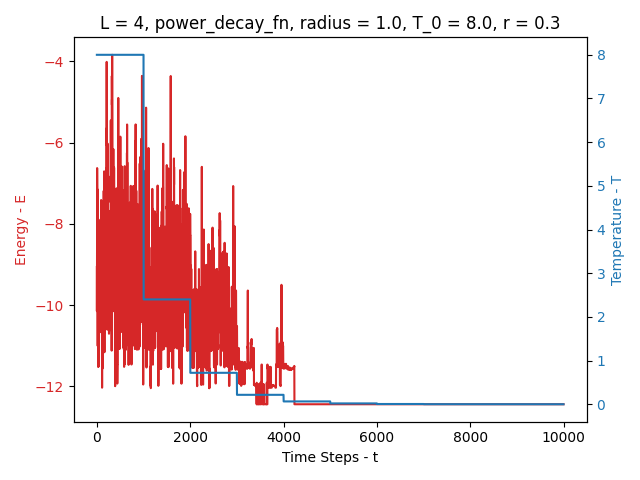 L = 4, power_decay_fn, radius = 1.0, T_0 = 8.0, r = 0.3
Energy - E
−4
−6
−8
−10
−12
8
7
6
5
4
3
2
1
0
Temperature - T
0 2000 4000 6000 8000 10000
Time Steps - t